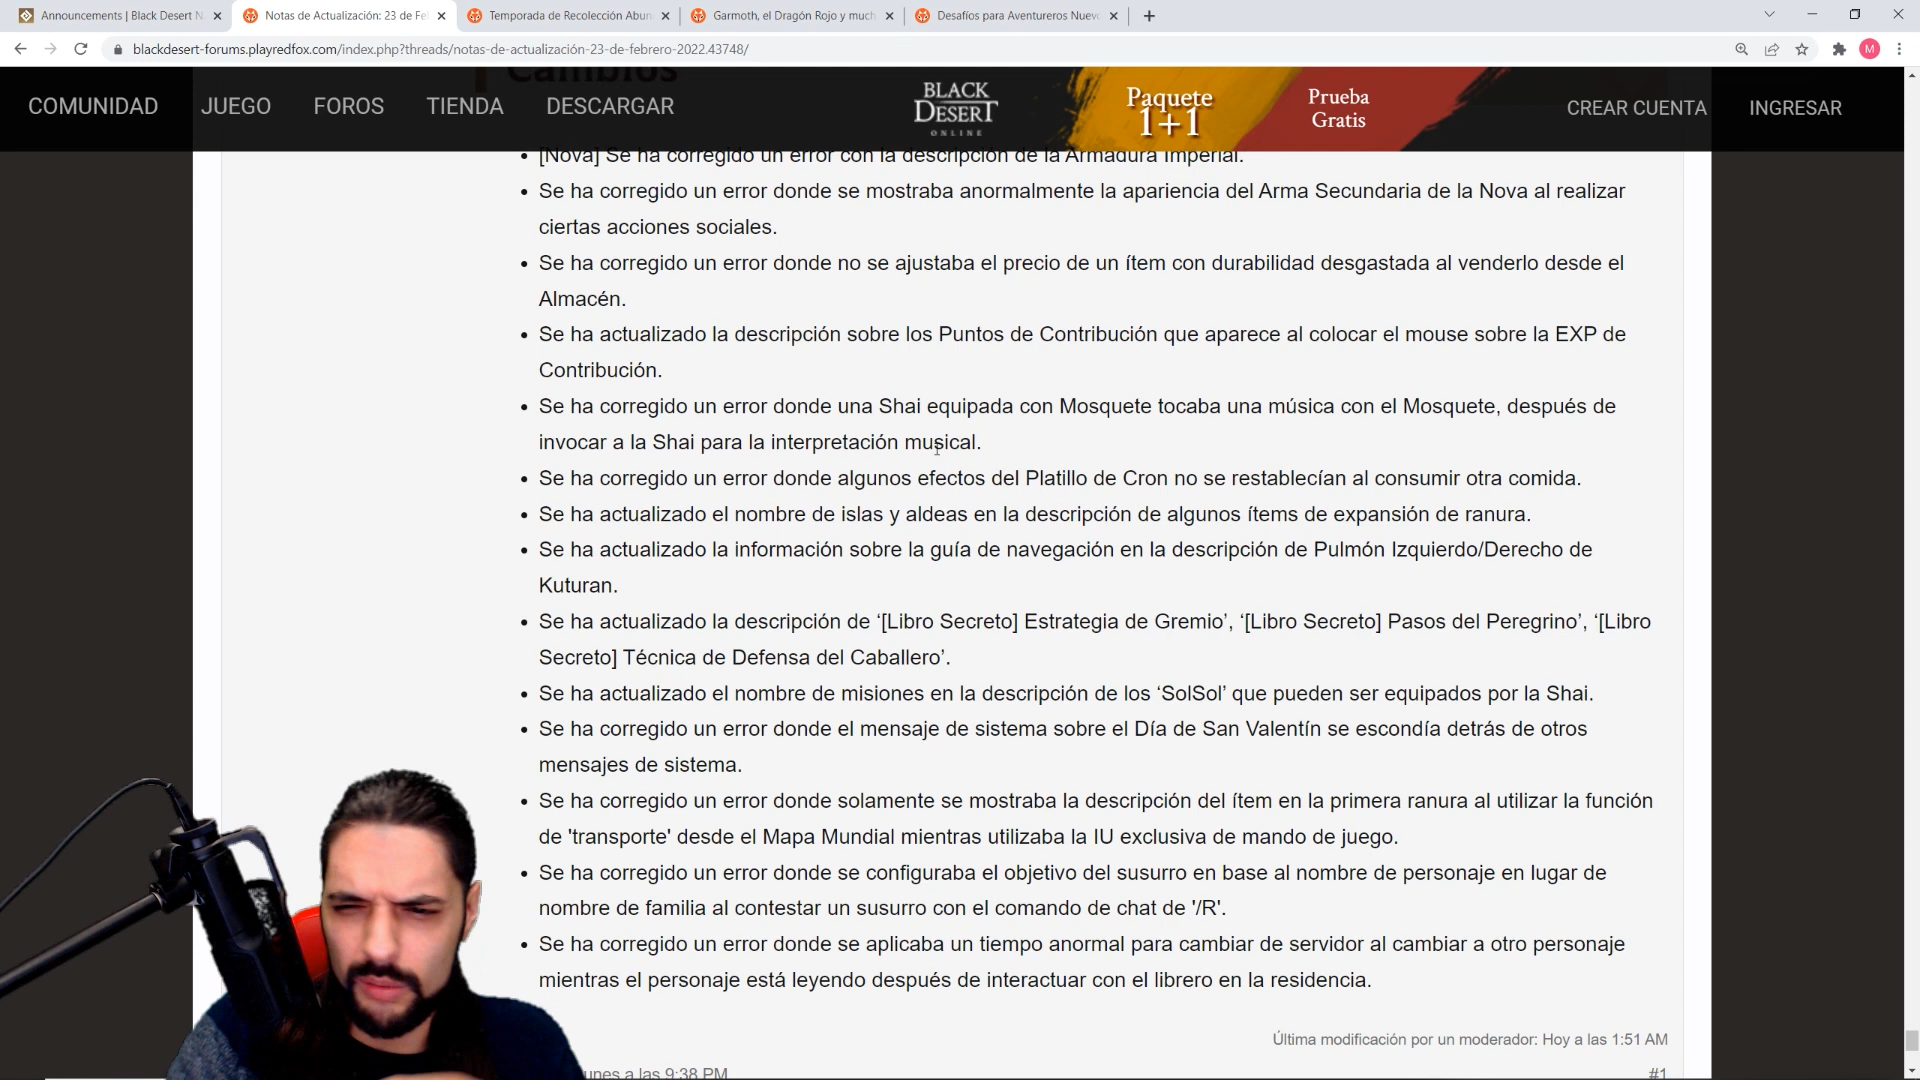 Announcements | Black Desert N
Notas de Actualización: 23 de Fe
Temporada de Recolección Abun
Garmoth, el Dragón Rojo y much
Desafíos para Aventureros Nuevo
blackdesert-forums.playredfox.com/index.php?threads/notas-de-actualización-23-de-febrero-2022.43748/
M
Cambios
COMUNIDAD JUEGO FOROS TIENDA DESCARGAR
BLACK
DESERT
ONLINE
Paquete
1+1
Prueba
Gratis
CREAR CUENTA INGRESAR
• [Nova] Se ha corregido un error con la descripción de la Armadura Imperial.
• Se ha corregido un error donde se mostraba anormalmente la apariencia del Arma Secundaria de la Nova al realizar
ciertas acciones sociales.
• Se ha corregido un error donde no se ajustaba el precio de un ítem con durabilidad desgastada al venderlo desde el
Almacén.
• Se ha actualizado la descripción sobre los Puntos de Contribución que aparece al colocar el mouse sobre la EXP de
Contribución.
• Se ha corregido un error donde una Shai equipada con Mosquete tocaba una música con el Mosquete, después de
invocar a la Shai para la interpretación musical.
• Se ha corregido un error donde algunos efectos del Platillo de Cron no se restablecían al consumir otra comida.
• Se ha actualizado el nombre de islas y aldeas en la descripción de algunos ítems de expansión de ranura.
• Se ha actualizado la información sobre la guía de navegación en la descripción de Pulmón Izquierdo/Derecho de
Kuturan.
• Se ha actualizado la descripción de ‘[Libro Secreto] Estrategia de Gremio’, ‘[Libro Secreto] Pasos del Peregrino’, ‘[Libro
Secreto] Técnica de Defensa del Caballero’.
• Se ha actualizado el nombre de misiones en la descripción de los ‘SolSol’ que pueden ser equipados por la Shai.
• Se ha corregido un error donde el mensaje de sistema sobre el Día de San Valentín se escondía detrás de otros
mensajes de sistema.
• Se ha corregido un error donde solamente se mostraba la descripción del ítem en la primera ranura al utilizar la función
de 'transporte' desde el Mapa Mundial mientras utilizaba la IU exclusiva de mando de juego.
• Se ha corregido un error donde se configuraba el objetivo del susurro en base al nombre de personaje en lugar de
nombre de familia al contestar un susurro con el comando de chat de '/R'.
• Se ha corregido un error donde se aplicaba un tiempo anormal para cambiar de servidor al cambiar a otro personaje
mientras el personaje está leyendo después de interactuar con el librero en la residencia.
Última modificación por un moderador: Hoy a las 1:51 AM
unes a las 9:38 PM #1